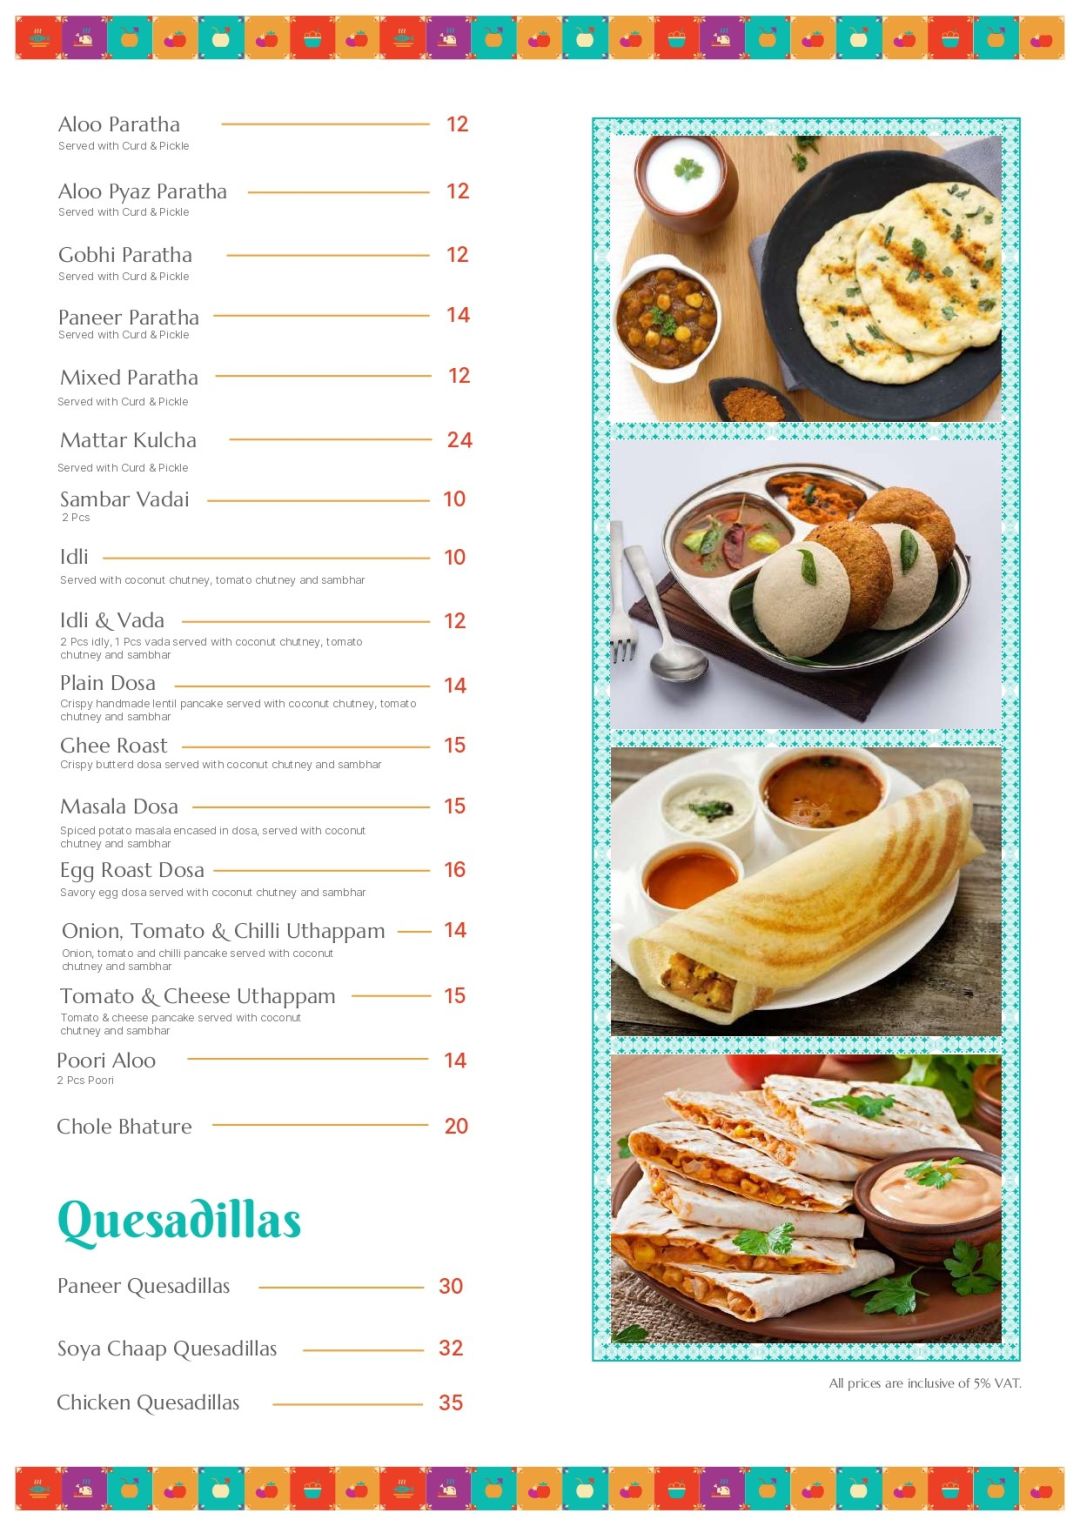 Aloo Paratha 12
Served with Curd & Pickle
Aloo Pyaz Paratha 12
Served with Curd & Pickle
Gobhi Paratha 12
Served with Curd & Pickle
Paneer Paratha 14
Served with Curd & Pickle
Mixed Paratha 12
Served with Curd & Pickle
Mattar Kulcha 24
Served with Curd & Pickle
Sambar Vadai 10
2 Pcs
Idli 10
Served with coconut chutney, tomato chutney and sambhar
Idli & Vada 12
2 Pcs idly, 1 Pcs vada served with coconut chutney, tomato
chutney and sambhar
Plain Dosa 14
Crispy handmade lentil pancake served with coconut chutney, tomato
chutney and sambhar
Ghee Roast 15
Crispy butterd dosa served with coconut chutney and sambhar
Masala Dosa 15
Spiced potato masala encased in dosa, served with coconut
chutney and sambhar
Egg Roast Dosa 16
Savory egg dosa served with coconut chutney and sambhar
Onion, Tomato & Chilli Uthappam 14
Onion, tomato and chilli pancake served with coconut
chutney and sambhar
Tomato & Cheese Uthappam 15
Tomato & cheese pancake served with coconut
chutney and sambhar
Poori Aloo 14
2 Pcs Poori
Chole Bhature 20
Quesadillas
Paneer Quesadillas 30
Soya Chaap Quesadillas 32
Chicken Quesadillas 35
All prices are inclusive of 5% VAT.